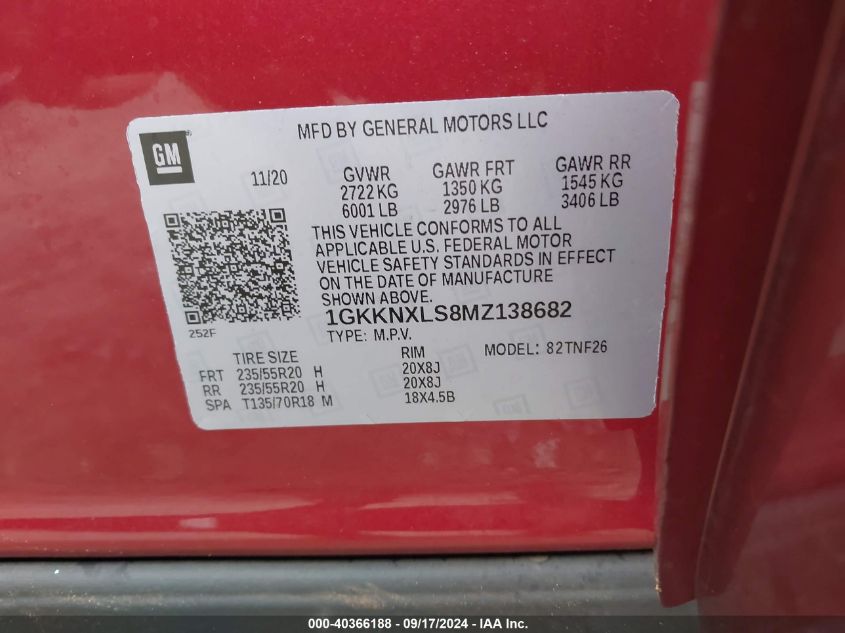 MFD BY GENERAL MOTORS LLC
GM
11/20
GVWR GAWR FRT GAWR RR
2722 KG 1350 KG 1545 KG
6001 LB 2976 LB 3406 LB
THIS VEHICLE CONFORMS TO ALL
APPLICABLE U.S. FEDERAL MOTOR
VEHICLE SAFETY STANDARDS IN EFFECT
ON THE DATE OF MANUFACTURE
SHOWN ABOVE.
1GKKNXLS8MZ138682
252F
TYPE: M.P.V.
MODEL: 82TNF26
TIRE SIZE RIM
FRT 235/55R20 H 20X8J
RR 235/55R20 H 20X8J
SPA T135/70R18 M 18X4.5B
000-40366188 - 09/17/2024 - IAA Inc.